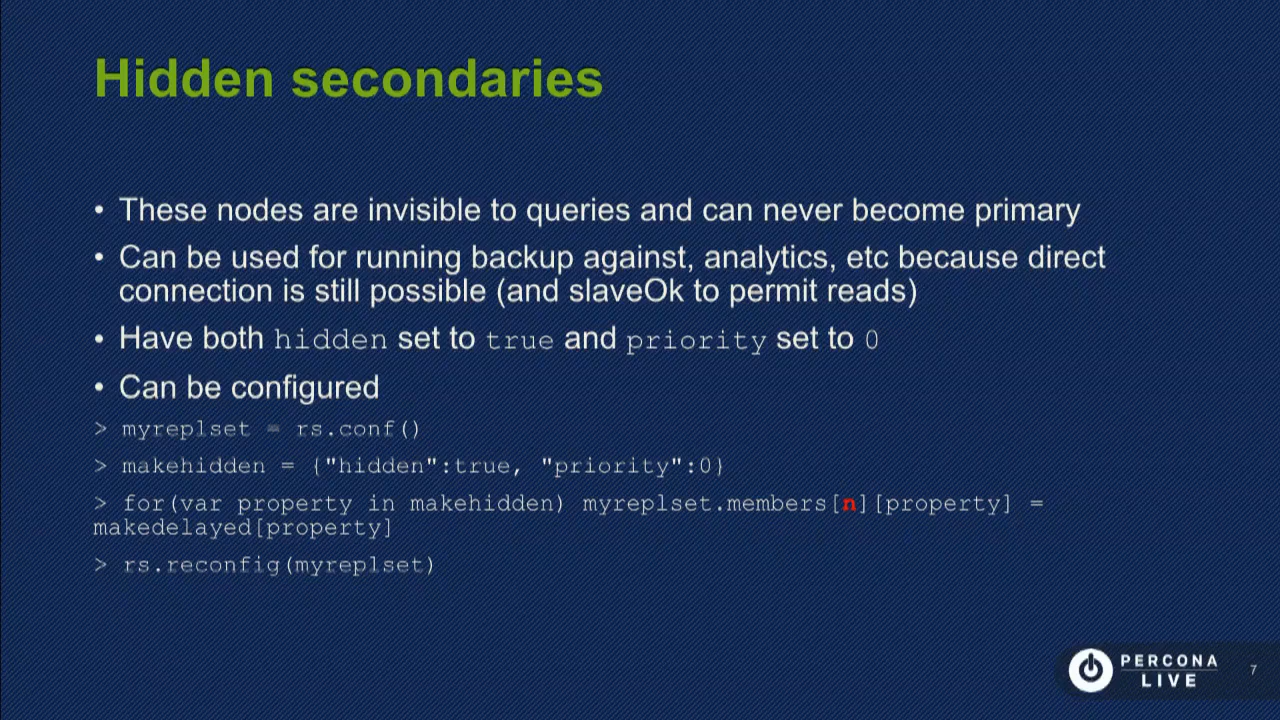 Hidden secondaries
• These nodes are invisible to queries and can never become primary
• Can be used for running backup against, analytics, etc because direct
connection is still possible (and slaveOk to permit reads)
• Have both hidden set to true and priority set to 0
• Can be configured
> myreplset = rs.conf()
> makehidden = {"hidden":true, "priority":0}
> for(var property in makehidden) myreplset.members[n][property] =
makedelayed[property]
> rs.reconfig(myreplset)
PERCONA
LIVE
7